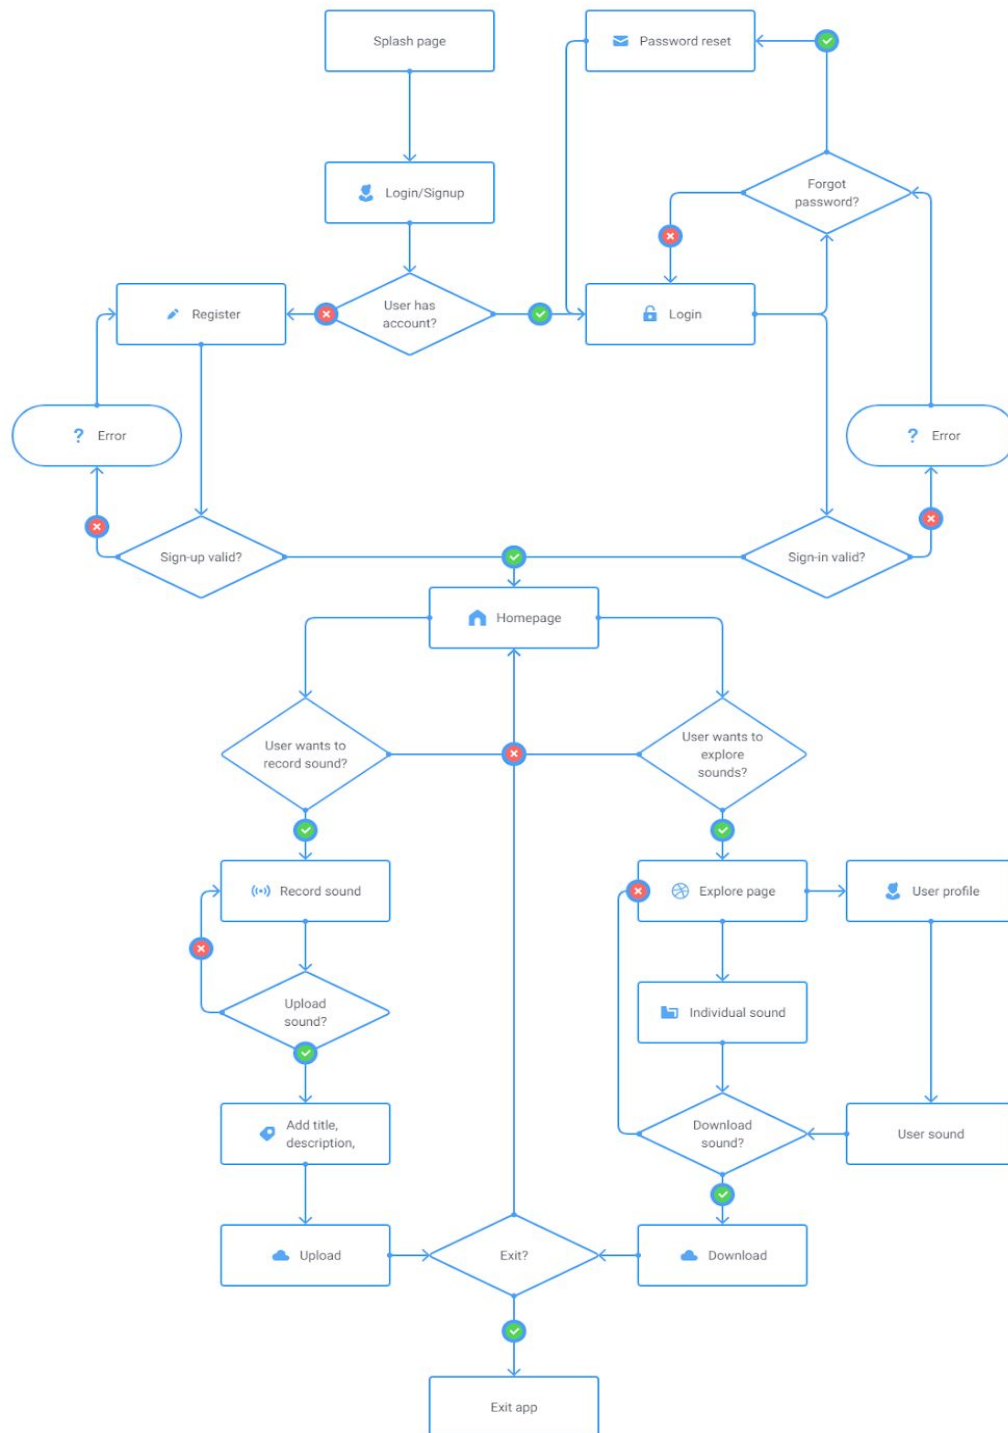 Splash page
Password reset
Forgot
password?
Login/Signup
User has
account?
Register
Login
? Error
? Error
Sign-up valid?
Sign-in valid?
Homepage
User wants to
record sound?
User wants to
explore
sounds?
Record sound
Explore page
User profile
Upload
sound?
Individual sound
Add title,
description,
Download
sound?
User sound
Upload
Exit?
Download
Exit app